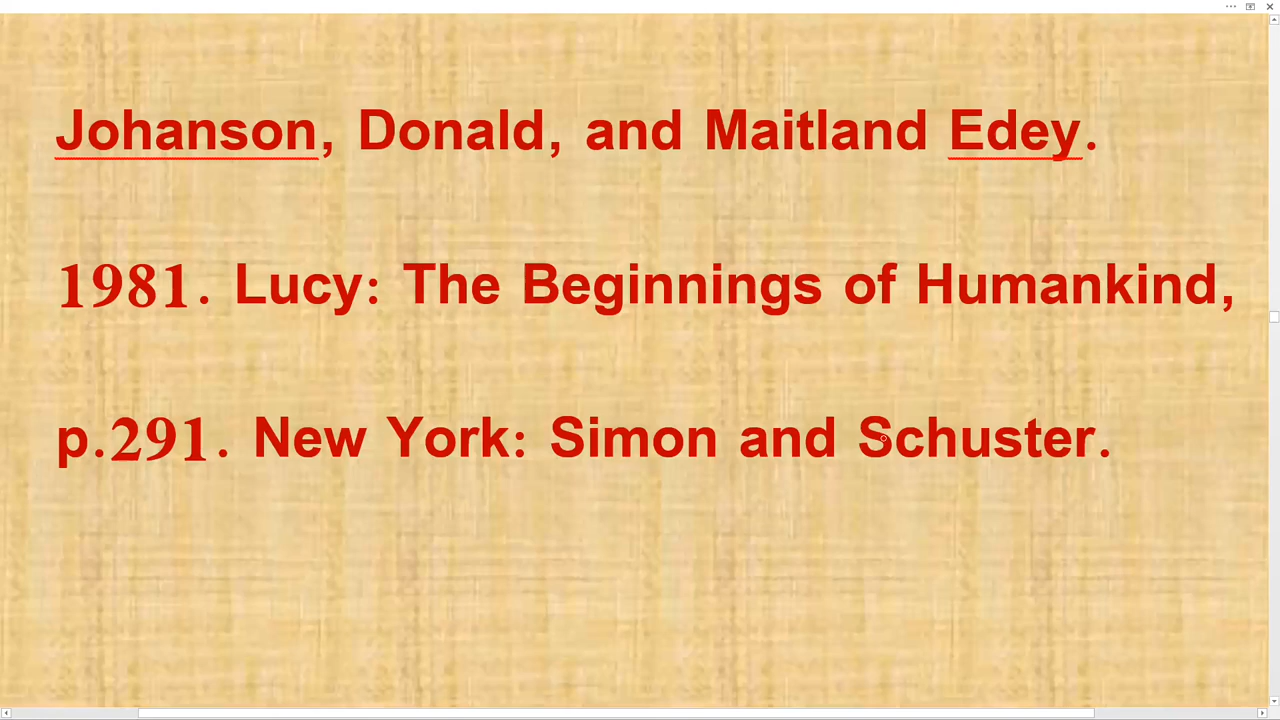 Johanson, Donald, and Maitland Edey.
1981. Lucy: The Beginnings of Humankind,
p.291. New York: Simon and Schuster.